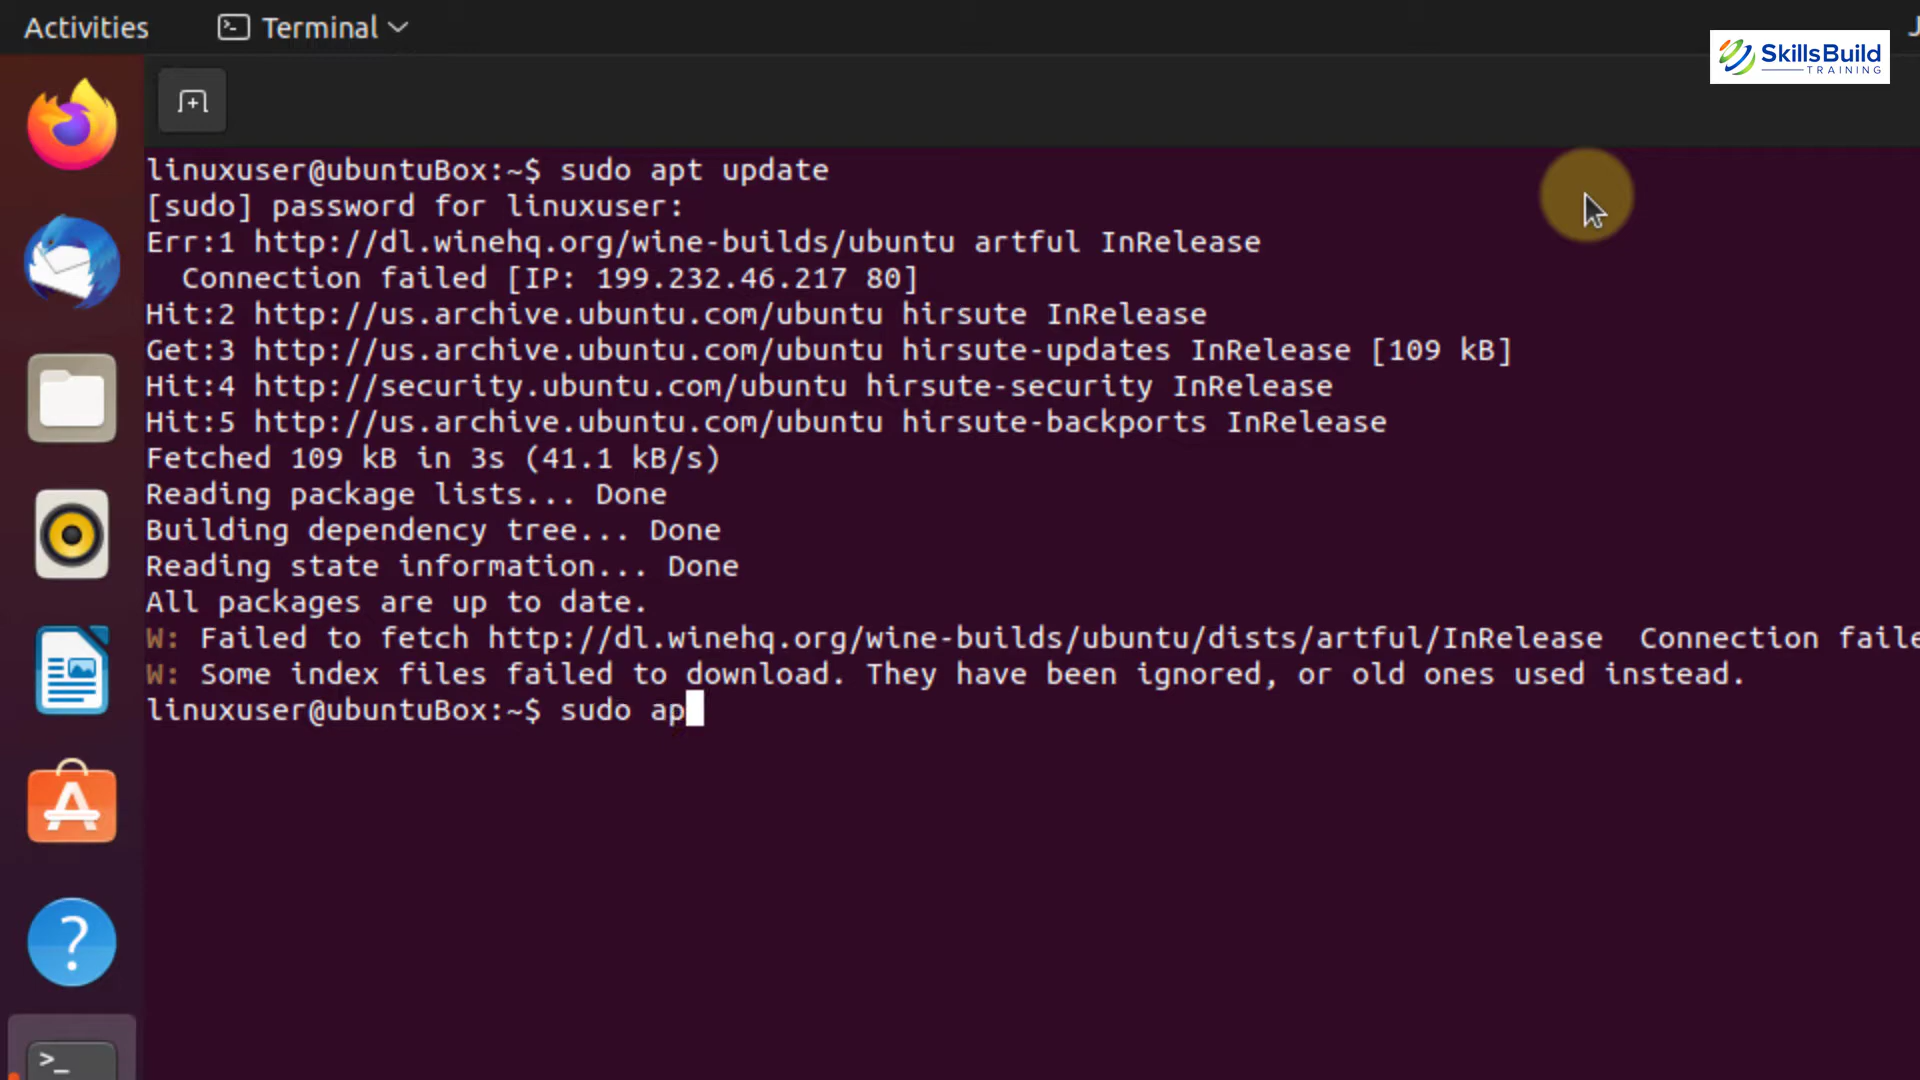 Activities Terminal
SkillsBuild
TRAINING
linuxuser@ubuntuBox:~$ sudo apt update
[sudo] password for linuxuser:
Err:1 http://dl.winehq.org/wine-builds/ubuntu artful InRelease
  Connection failed [IP: 199.232.46.217 80]
Hit:2 http://us.archive.ubuntu.com/ubuntu hirsute InRelease
Get:3 http://us.archive.ubuntu.com/ubuntu hirsute-updates InRelease [109 kB]
Hit:4 http://security.ubuntu.com/ubuntu hirsute-security InRelease
Hit:5 http://us.archive.ubuntu.com/ubuntu hirsute-backports InRelease
Fetched 109 kB in 3s (41.1 kB/s)
Reading package lists... Done
Building dependency tree... Done
Reading state information... Done
All packages are up to date.
W: Failed to fetch http://dl.winehq.org/wine-builds/ubuntu/dists/artful/InRelease  Connection faile
W: Some index files failed to download. They have been ignored, or old ones used instead.
linuxuser@ubuntuBox:~$ sudo ap